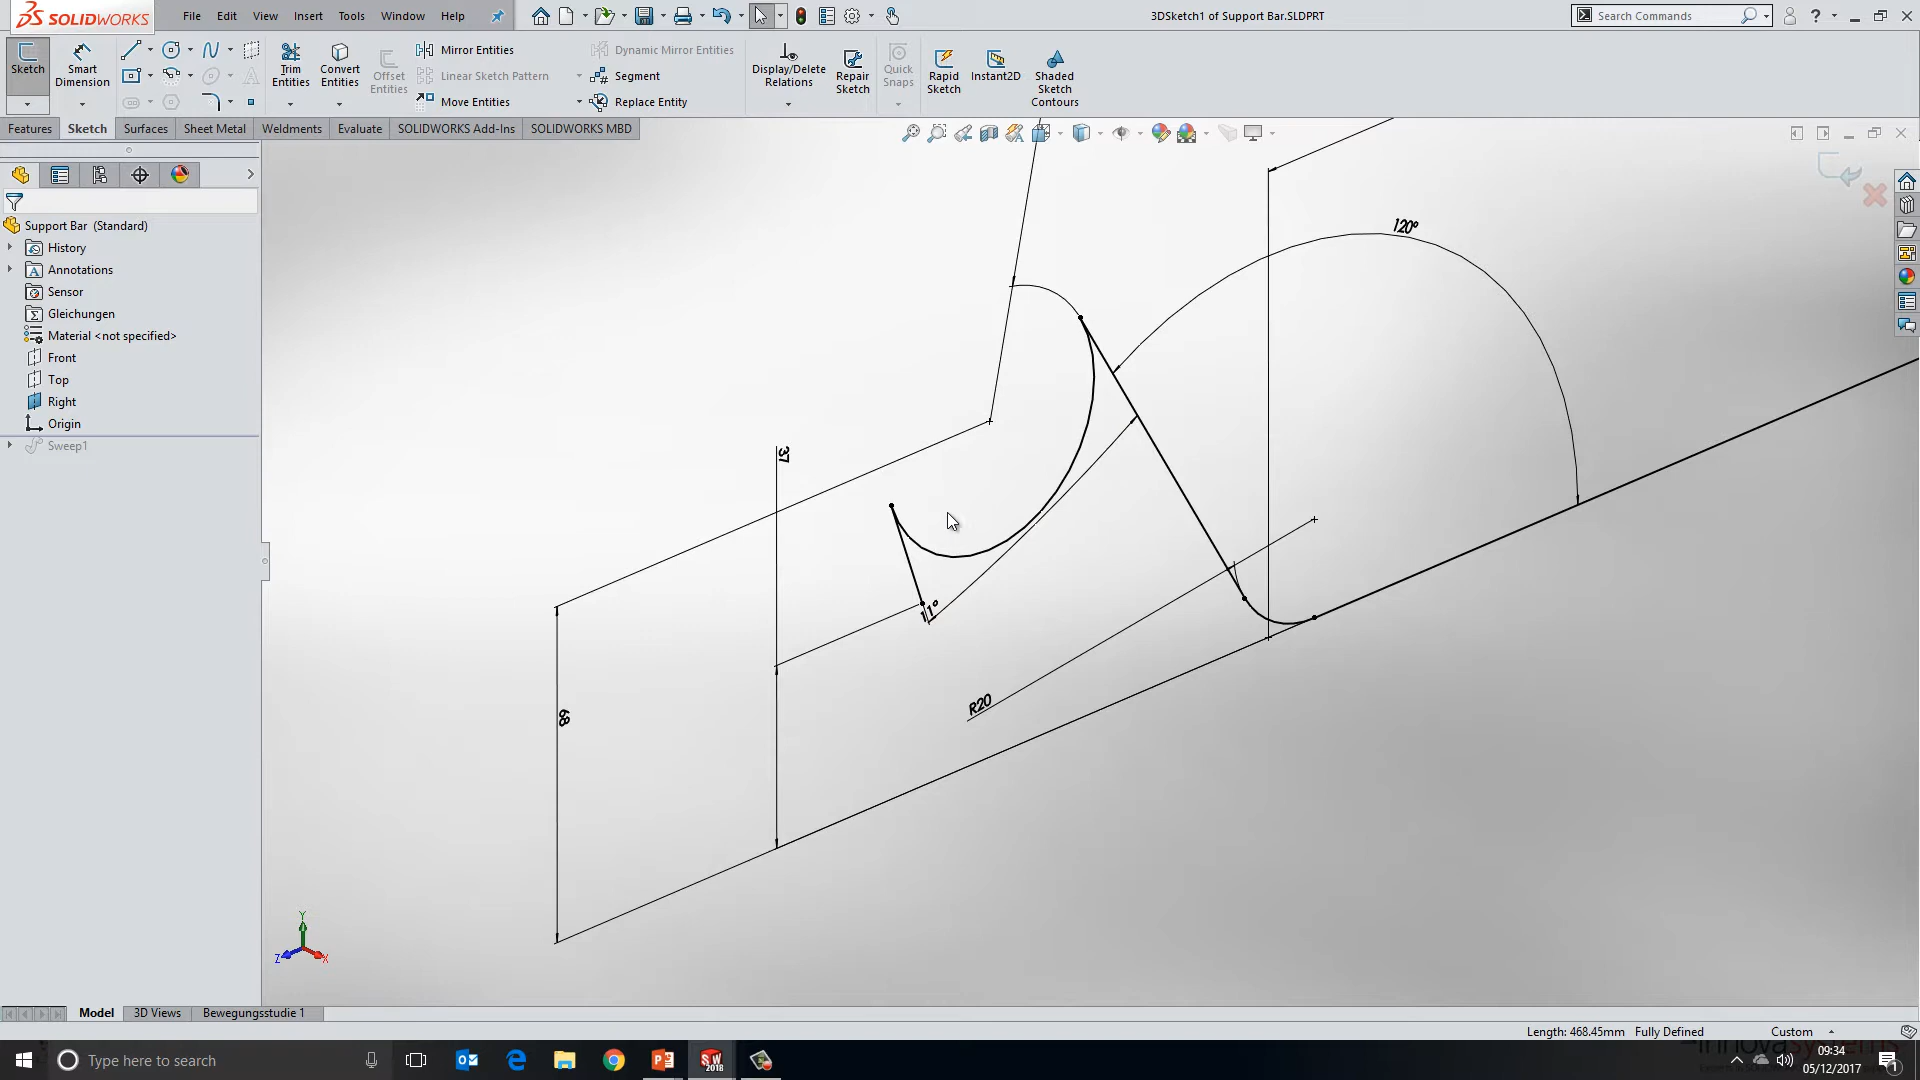 SOLIDWORKS
File Edit View Insert Tools Window Help
3DSketch1 of Support Bar.SLDPRT
Search Commands
?
Sketch
Smart Dimension
Trim Entities
Convert Entities
Offset Entities
Mirror Entities
Linear Sketch Pattern
Move Entities
Dynamic Mirror Entities
Segment
Replace Entity
Display/Delete Relations
Repair Sketch
Quick Snaps
Rapid Sketch
Instant2D
Shaded Sketch Contours
Features Sketch Surfaces Sheet Metal Weldments Evaluate SOLIDWORKS Add-Ins SOLIDWORKS MBD
Support Bar (Standard)
History
Annotations
Sensor
Gleichungen
Material <not specified>
Front
Top
Right
Origin
Sweep1
120°
37
11°
R20
68
Y
Z
X
Model 3D Views Bewegungsstudie 1
Length: 468.45mm Fully Defined Custom
innovasystems
Type here to search
09:34
05/12/2017